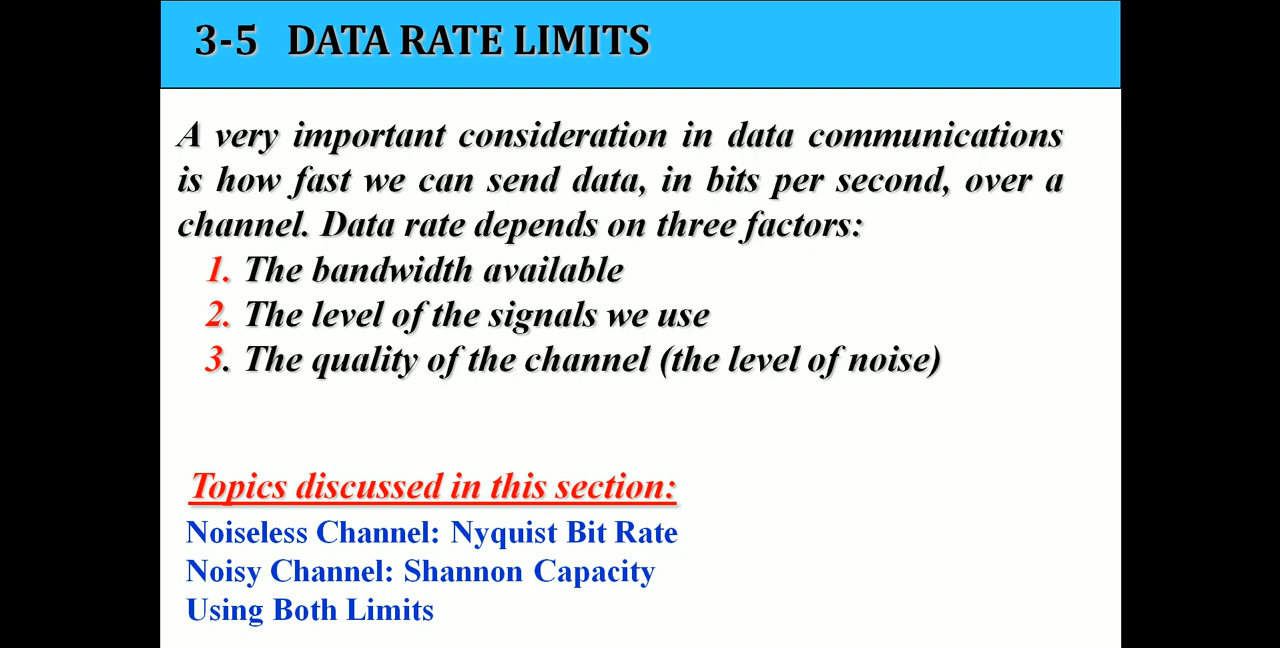 3-5 DATA RATE LIMITS
A very important consideration in data communications
is how fast we can send data, in bits per second, over a
channel. Data rate depends on three factors:
1. The bandwidth available
2. The level of the signals we use
3. The quality of the channel (the level of noise)
Topics discussed in this section:
Noiseless Channel: Nyquist Bit Rate
Noisy Channel: Shannon Capacity
Using Both Limits